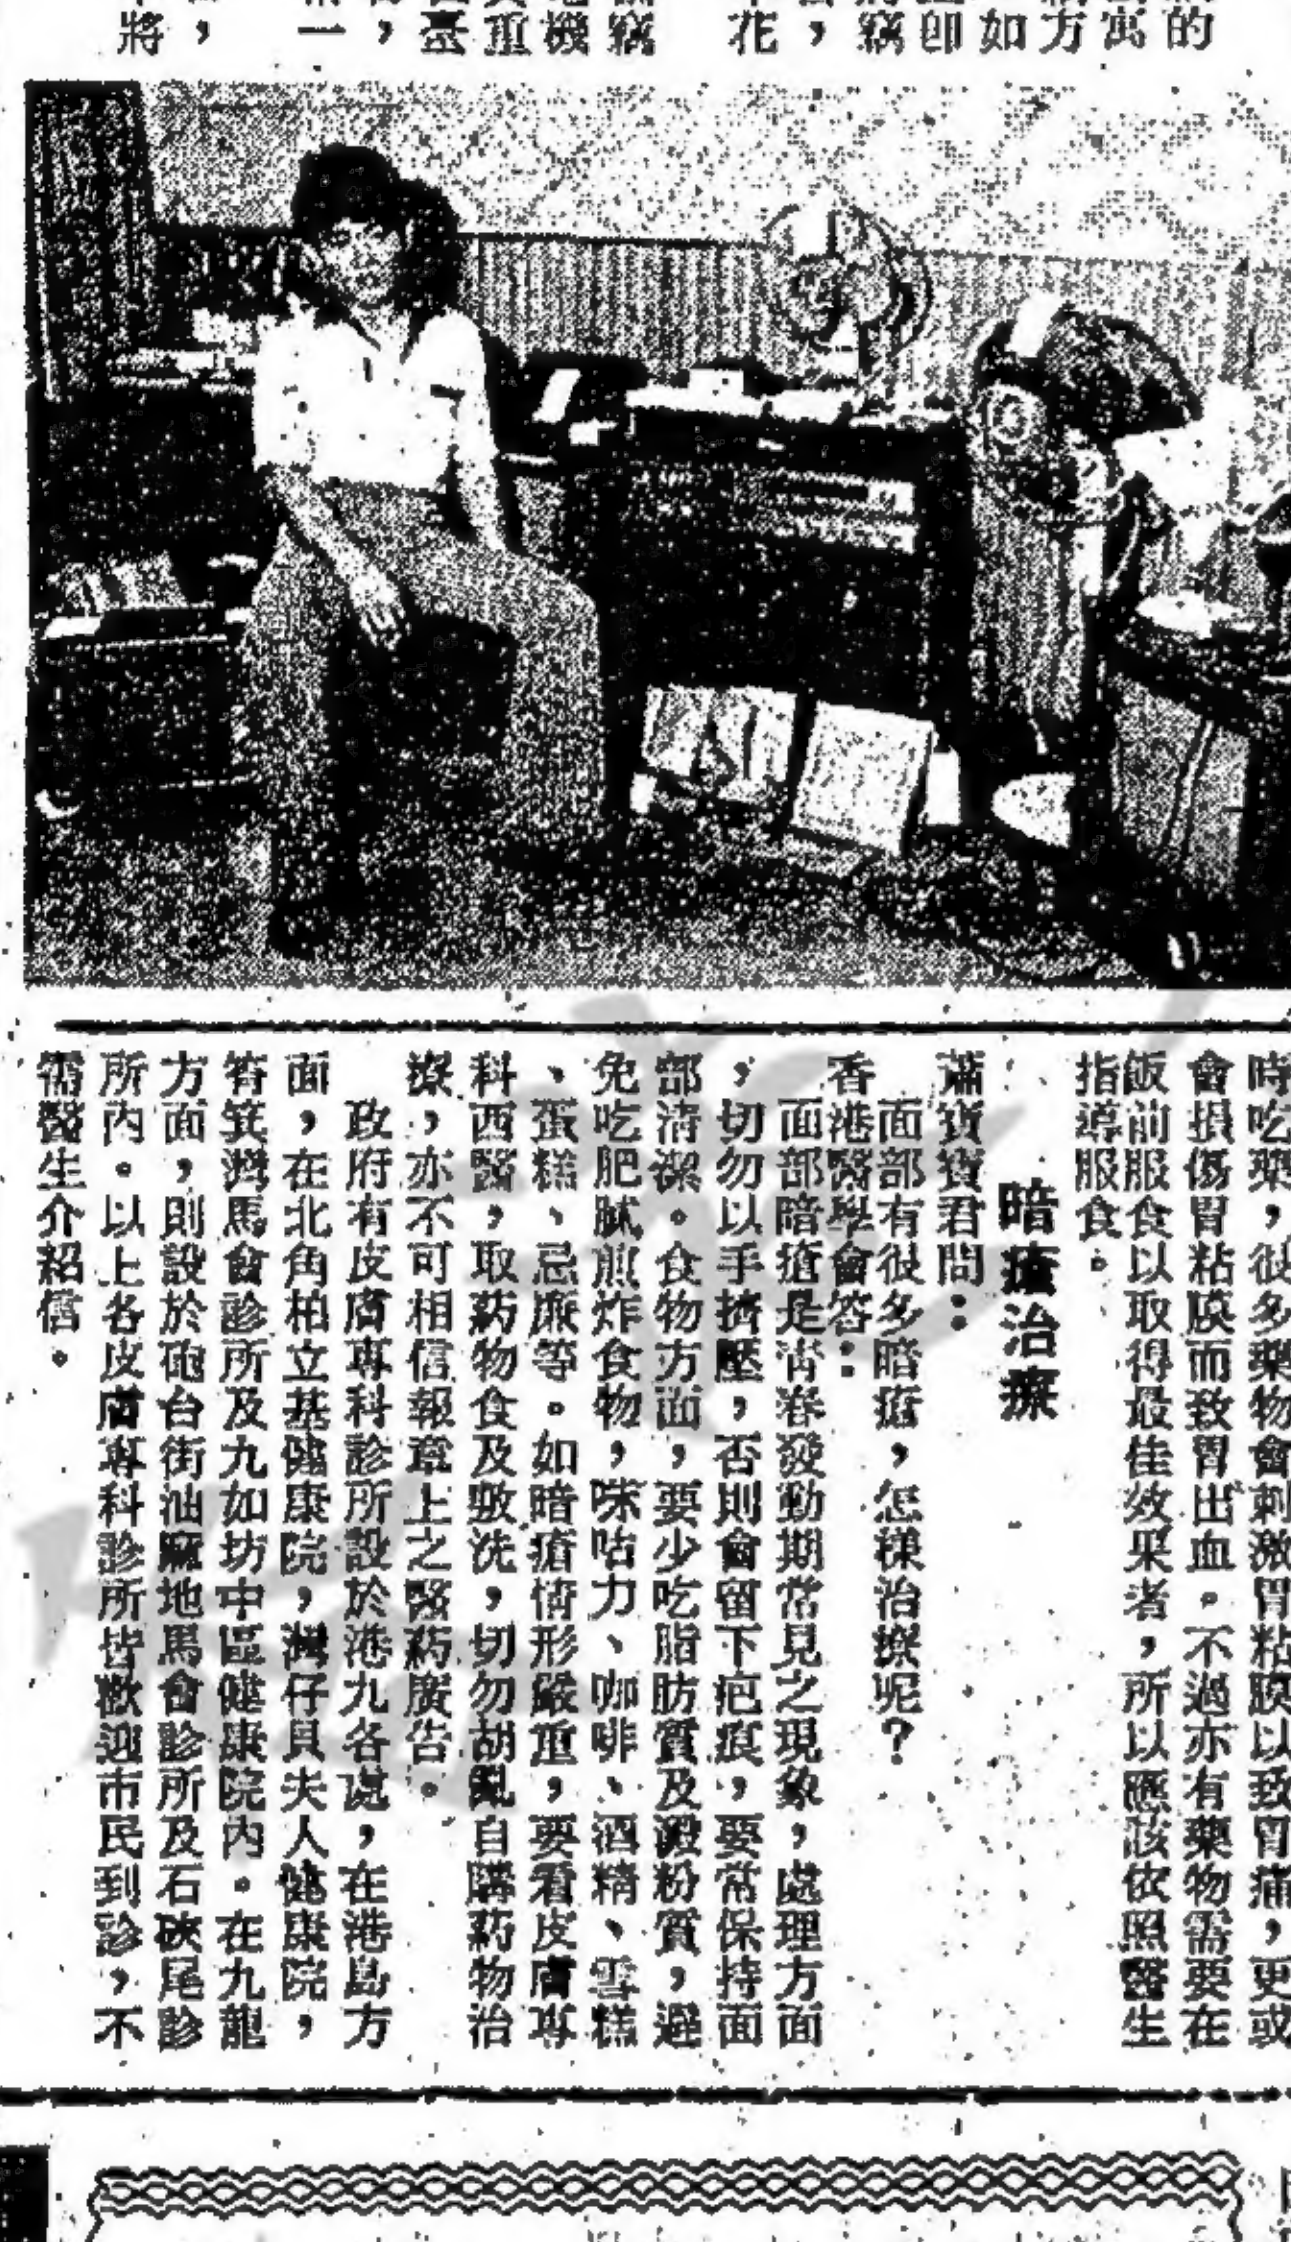 時吃藥，很多藥物會刺激胃粘膜以致胃痛，更或
會損傷胃粘膜而致胃出血。不過亦有藥物需要在
飯前服食以取得最佳效果者，所以應該依照醫生
指導服食。
暗瘡治療
蕭寶寶君問：
面部有很多暗瘡，怎樣治療呢？
香港醫學會答：
面部暗瘡是青春發動期常見之現象，處理方面
，切勿以手擠壓，否則會留下疤痕，要常保持面
部清潔。食物方面，要少吃脂肪質及澱粉質，避
免吃肥膩煎炸食物，咮咕力、咖啡、酒精、雪糕
、蛋糕、忌廉等。如暗瘡情形嚴重，要看皮膚專
科西醫，取葯物食及敷洗，切勿胡亂自購葯物治
療，亦不可相信報章上之醫葯廣告。
政府有皮膚專科診所設於港九各處，在港島方
面，在北角柏立基健康院，灣仔貝夫人健康院，
筲箕灣馬會診所及九如坊中區健康院內。在九龍
方面，則設於砲台街油麻地馬會診所及石硤尾診
所內。以上各皮膚專科診所皆歡迎市民到診，不
需醫生介紹信。